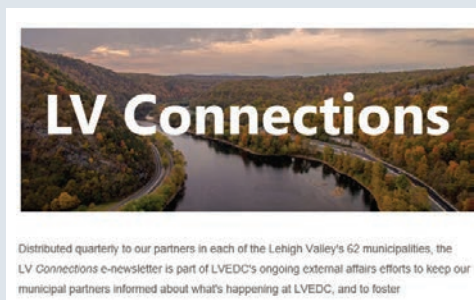 LV Connections
Distributed quarterly to our partners in each of the Lehigh Valley's 62 municipalities, the
LV Connections e-newsletter is part of LVEDC's ongoing external affairs efforts to keep our
municipal partners informed about what's happening at LVEDC, and to foster